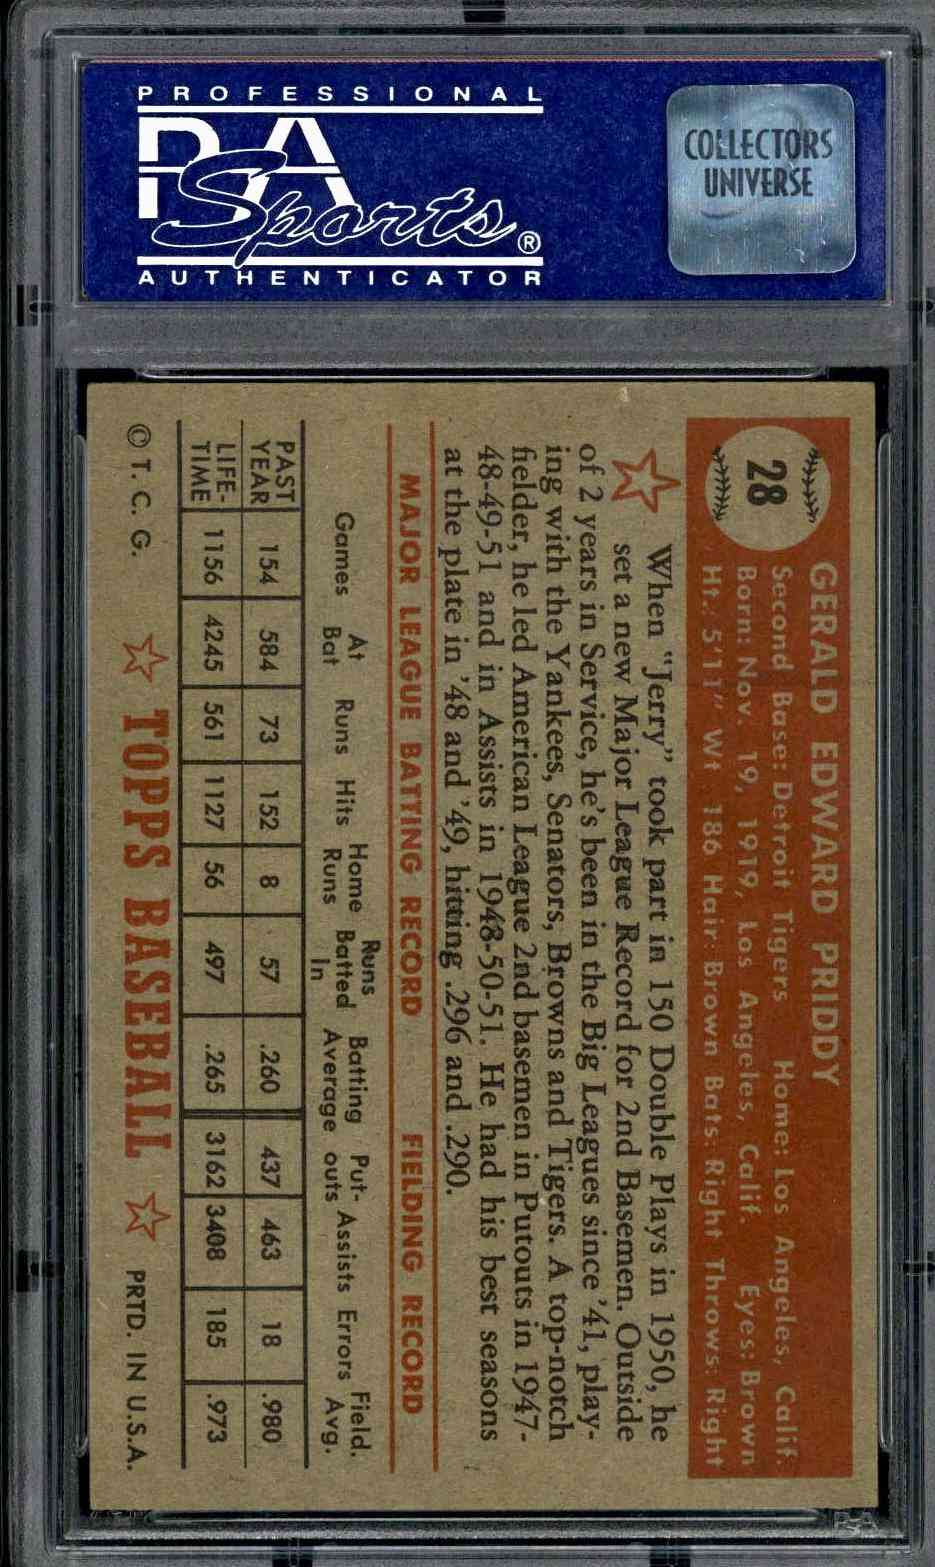 PROFESSIONAL
PSA
Sports®
AUTHENTICATOR
COLLECTORS
UNIVERSE
28
GERALD EDWARD PRIDDY
Second Base: Detroit Tigers Home: Los Angeles, Calif.
Born: Nov. 19, 1919, Los Angeles, Calif. Eyes: Brown
Ht.: 5'11" Wt 186 Hair: Brown Bats: Right Throws: Right
When "Jerry" took part in 150 Double Plays in 1950, he
set a new Major League Record for 2nd Basemen. Outside
of 2 years in Service, he's been in the Big Leagues since '41, play-
ing with the Yankees, Senators, Browns and Tigers. A top-notch
fielder, he led American League 2nd basemen in Putouts in 1947-
48-49-51 and in Assists in 1948-50-51. He had his best seasons
at the plate in '48 and '49, hitting .296 and .290.
MAJOR LEAGUE BATTING RECORD FIELDING RECORD
Games At Bat Runs Hits Home Runs Runs Batted In Batting Average Put-outs Assists Errors Field. Avg.
PAST YEAR 154 584 73 152 8 57 .260 437 463 18 .980
LIFE-TIME 1156 4245 561 1127 56 497 .265 3162 3408 185 .973
© T. C. G. TOPPS BASEBALL PRTD. IN U.S.A.
PSA